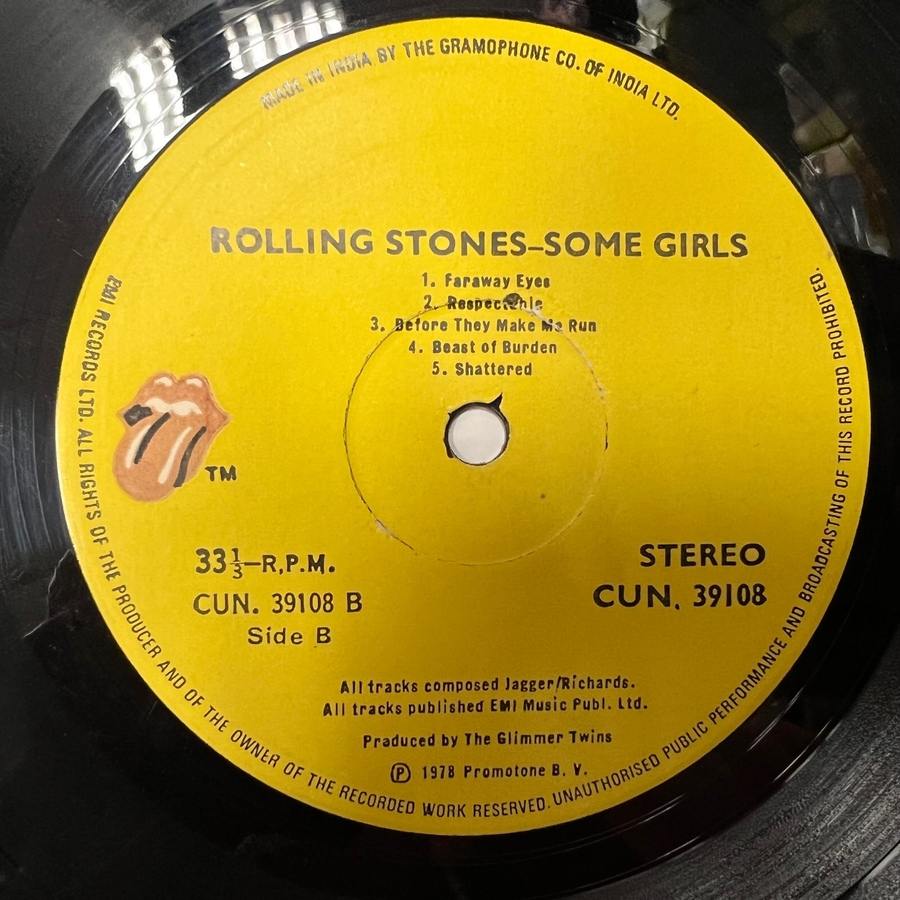 MADE IN INDIA BY THE GRAMOPHONE CO. OF INDIA LTD.
ROLLING STONES–SOME GIRLS
1. Faraway Eyes
2. Respectable
3. Before They Make Me Run
4. Beast of Burden
5. Shattered
TM
33⅓–R.P.M.
CUN. 39108 B
Side B
STEREO
CUN. 39108
All tracks composed Jagger/Richards.
All tracks published EMI Music Publ. Ltd.
Produced by The Glimmer Twins
Ⓟ 1978 Promotone B. V.
EMI RECORDS LTD. ALL RIGHTS OF THE PRODUCER AND OF THE OWNER OF THE RECORDED WORK RESERVED. UNAUTHORISED PUBLIC PERFORMANCE AND BROADCASTING OF THIS RECORD PROHIBITED.